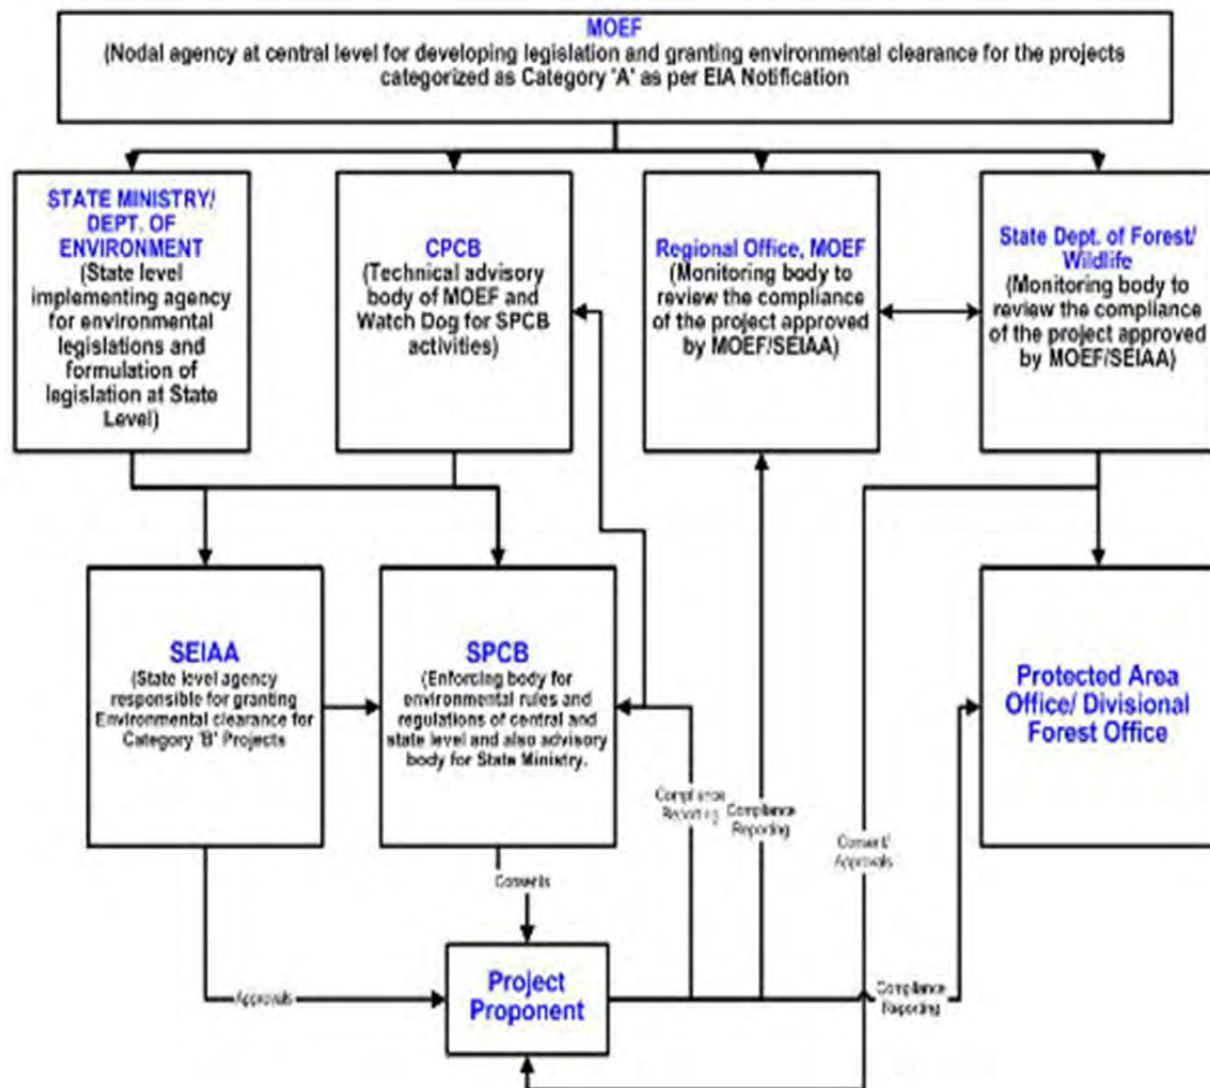 MOEF
(Nodal agency at central level for developing legislation and granting environmental clearance for the projects
categorized as Category 'A' as per EIA Notification
STATE MINISTRY/
DEPT. OF
ENVIRONMENT
(State level
implementing agency
for environmental
legislations and
formulation of
legislation at State
Level)
CPCB
(Technical advisory
body of MOEF and
Watch Dog for SPCB
activities)
Regional Office, MOEF
(Monitoring body to
review the compliance
of the project approved
by MOEF/SEIAA)
State Dept. of Forest/
Wildlife
(Monitoring body to
review the compliance
of the project approved
by MOEF/SEIAA)
SEIAA
(State level agency
responsible for granting
Environmental clearance for
Category 'B' Projects
SPCB
(Enforcing body for
environmental rules and
regulations of central and
state level and also advisory
body for State Ministry.
Protected Area
Office/ Divisional
Forest Office
Compliance
Reporting
Compliance
Reporting
Consent/
Approvals
Consents
Approvals
Project
Proponent
Compliance
Reporting